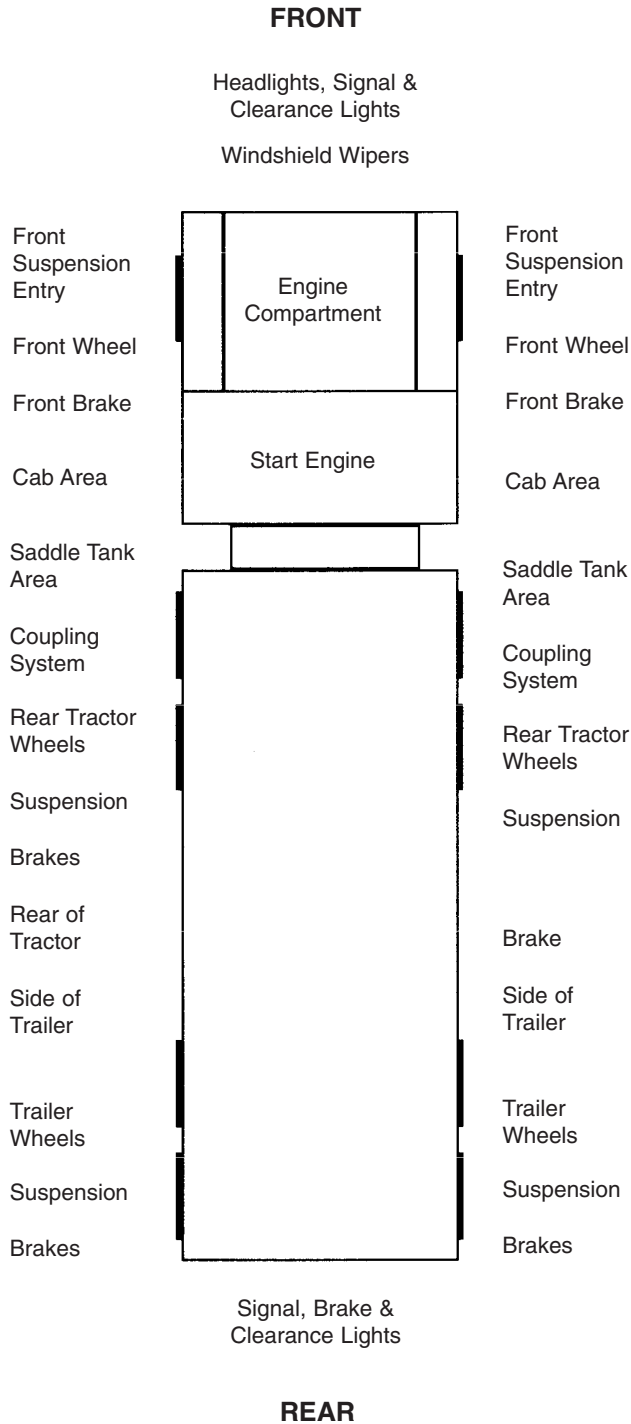 FRONT
Headlights, Signal &
Clearance Lights
Windshield Wipers
Front
Suspension
Entry
Front Wheel
Front Brake
Cab Area
Saddle Tank
Area
Coupling
System
Rear Tractor
Wheels
Suspension
Brakes
Rear of
Tractor
Side of
Trailer
Trailer
Wheels
Suspension
Brakes
Engine
Compartment
Start Engine
Front
Suspension
Entry
Front Wheel
Front Brake
Cab Area
Saddle Tank
Area
Coupling
System
Rear Tractor
Wheels
Suspension
Brake
Side of
Trailer
Trailer
Wheels
Suspension
Brakes
Signal, Brake &
Clearance Lights
REAR